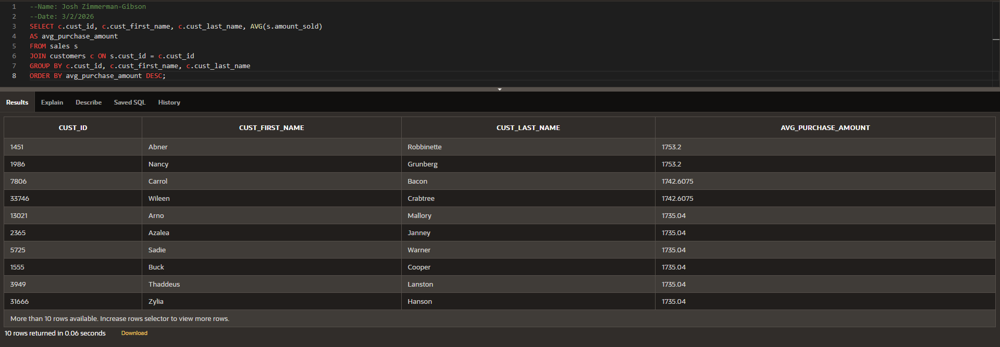 1 --Name: Josh Zimmerman-Gibson
2 --Date: 3/2/2026
3 SELECT c.cust_id, c.cust_first_name, c.cust_last_name, AVG(s.amount_sold)
4 AS avg_purchase_amount
5 FROM sales s
6 JOIN customers c ON s.cust_id = c.cust_id
7 GROUP BY c.cust_id, c.cust_first_name, c.cust_last_name
8 ORDER BY avg_purchase_amount DESC;
Results Explain Describe Saved SQL History
CUST_ID CUST_FIRST_NAME CUST_LAST_NAME AVG_PURCHASE_AMOUNT
1451 Abner Robbinette 1753.2
1986 Nancy Grunberg 1753.2
7806 Carrol Bacon 1742.6075
33746 Wileen Crabtree 1742.6075
13021 Arno Mallory 1735.04
2365 Azalea Janney 1735.04
5725 Sadie Warner 1735.04
1555 Buck Cooper 1735.04
3949 Thaddeus Lanston 1735.04
31666 Zylia Hanson 1735.04
More than 10 rows available. Increase rows selector to view more rows.
10 rows returned in 0.06 seconds Download